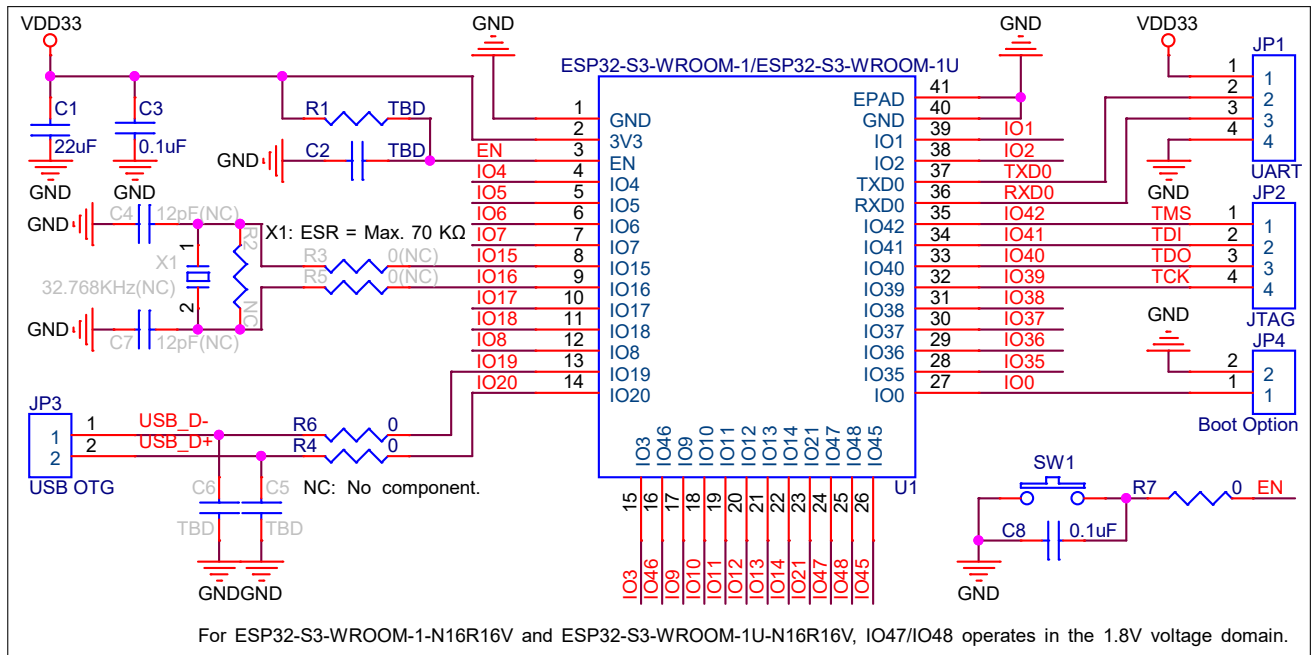 VDD33
GND
GND
VDD33
JP1
ESP32-S3-WROOM-1/ESP32-S3-WROOM-1U
C1
22uF
GND
C3
0.1uF
GND
R1
TBD
GND
C2
TBD
EN
IO4
IO5
IO6
IO7
IO15
IO16
IO17
IO18
IO8
IO19
IO20
1
2
3
4
5
6
7
8
9
10
11
12
13
14
GND
3V3
EN
IO4
IO5
IO6
IO7
IO15
IO16
IO17
IO18
IO8
IO19
IO20
EPAD
GND
IO1
IO2
TXD0
RXD0
IO42
IO41
IO40
IO39
IO38
IO37
IO36
IO35
IO0
41
40
39
38
37
36
35
34
33
32
31
30
29
28
27
IO1
IO2
TXD0
RXD0
IO42
IO41
IO40
IO39
IO38
IO37
IO36
IO35
IO0
1
2
3
4
1
2
3
4
GND
UART
JP2
TMS
TDI
TDO
TCK
1
2
3
4
1
2
3
4
JTAG
GND
JP4
2
1
2
1
Boot Option
GND
C4
12pF(NC)
X1: ESR = Max. 70 KΩ
1
X1
R2
R3
0(NC)
R5
0(NC)
32.768KHz(NC)
2
NC
GND
C7
12pF(NC)
JP3
1
2
1
2
USB_D-
USB_D+
USB OTG
R6
0
R4
0
C6
TBD
C5
TBD
GND
GND
NC: No component.
IO3
IO46
IO9
IO10
IO11
IO12
IO13
IO14
IO21
IO47
IO48
IO45
U1
15
16
17
18
19
20
21
22
23
24
25
26
IO3
IO46
IO9
IO10
IO11
IO12
IO13
IO14
IO21
IO47
IO48
IO45
SW1
R7
0
EN
C8
0.1uF
GND
For ESP32-S3-WROOM-1-N16R16V and ESP32-S3-WROOM-1U-N16R16V, IO47/IO48 operates in the 1.8V voltage domain.